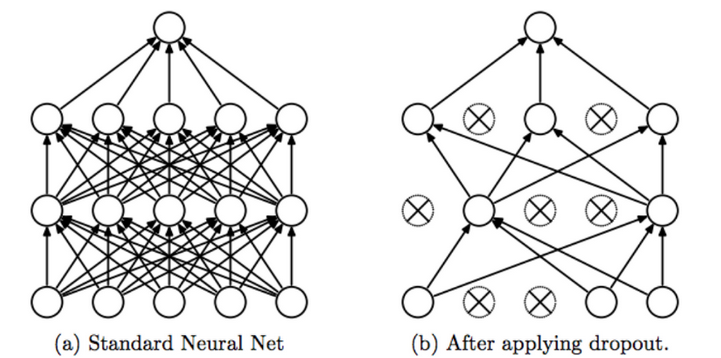 (a) Standard Neural Net
(b) After applying dropout.